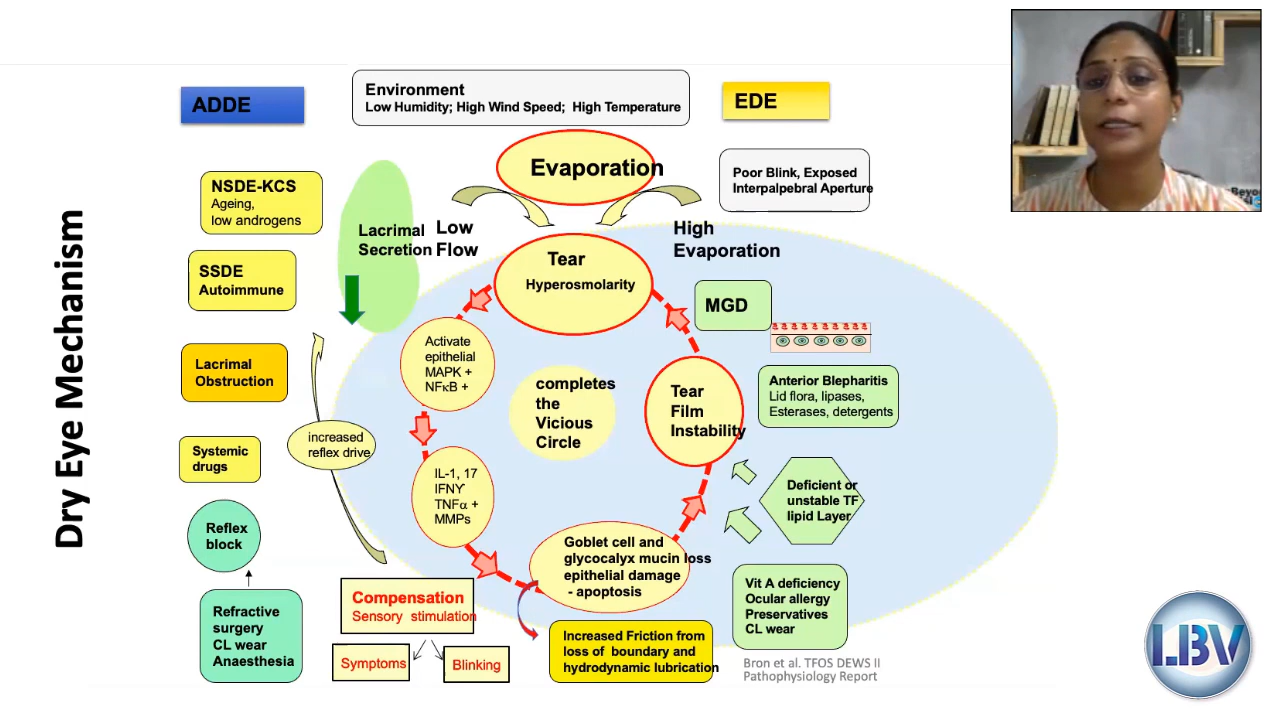 Dry Eye Mechanism
ADDE
Environment
Low Humidity; High Wind Speed; High Temperature
EDE
Evaporation
Poor Blink, Exposed
Interpalpebral Aperture
NSDE-KCS
Ageing,
low androgens
Lacrimal
Secretion
Low
Flow
High
Evaporation
Tear
Hyperosmolarity
SSDE
Autoimmune
MGD
Activate
epithelial
MAPK +
NFκB +
Lacrimal
Obstruction
completes
the
Vicious
Circle
Tear
Film
Instability
Anterior Blepharitis
Lid flora, lipases,
Esterases, detergents
increased
reflex drive
Systemic
drugs
IL-1, 17
IFNϒ
TNFα +
MMPs
Deficient or
unstable TF
lipid Layer
Reflex
block
Goblet cell and
glycocalyx mucin loss
epithelial damage
- apoptosis
Refractive
surgery
CL wear
Anaesthesia
Compensation
Sensory stimulation
Symptoms
Blinking
Increased Friction from
loss of boundary and
hydrodynamic lubrication
Vit A deficiency
Ocular allergy
Preservatives
CL wear
Bron et al. TFOS DEWS II
Pathophysiology Report
LBV
LBV